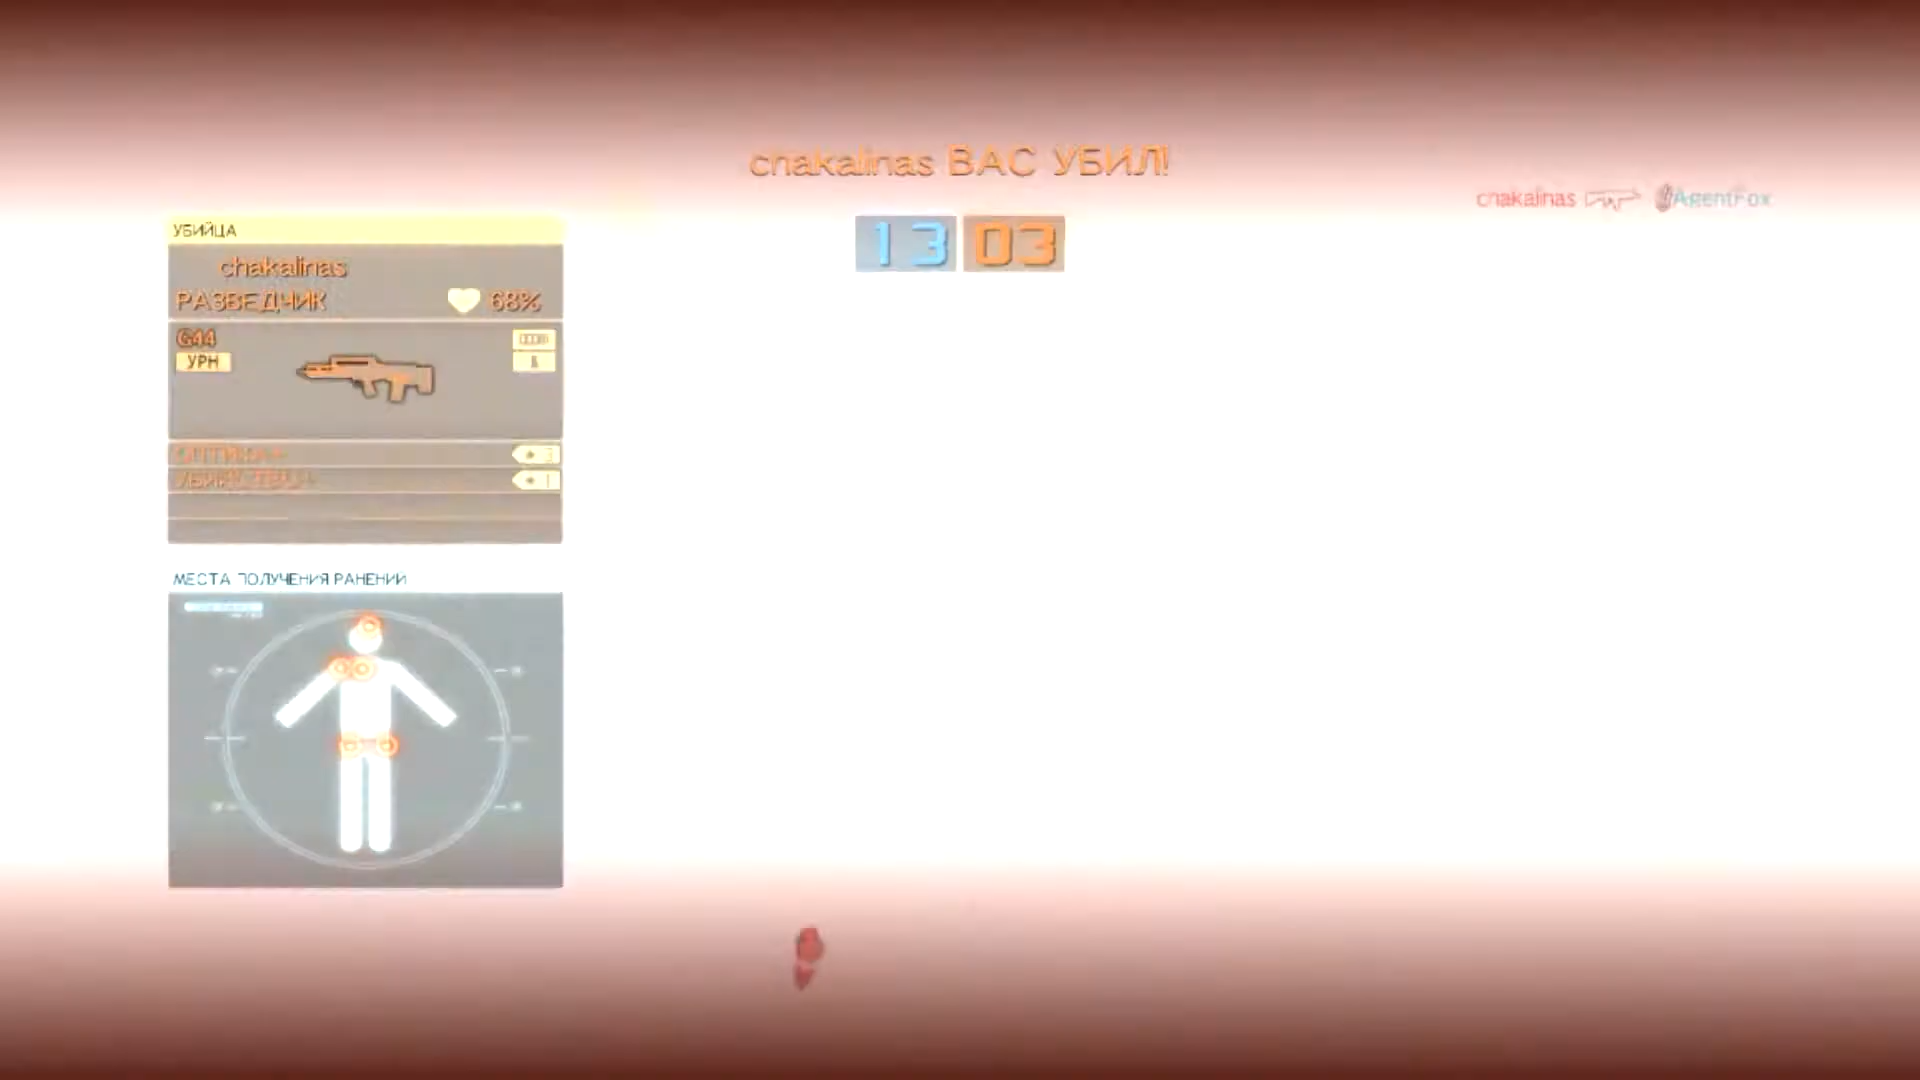 chakalinas ВАС УБИЛ!
chakalinas AgentFox
13 03
УБИЙЦА
chakalinas
РАЗВЕДЧИК 68%
G44
УРН
МЕСТА ПОЛУЧЕНИЯ РАНЕНИЙ